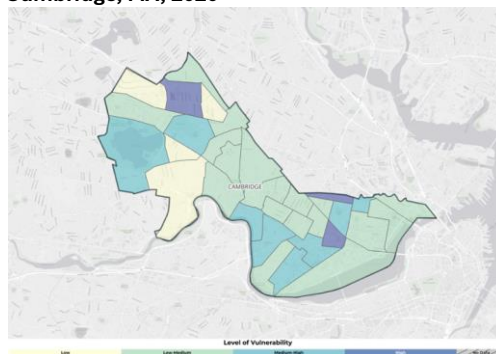 Cambridge, MA, 2020
CAMBRIDGE
Level of Vulnerability
Low
Low-Medium
Medium-High
High
No Data